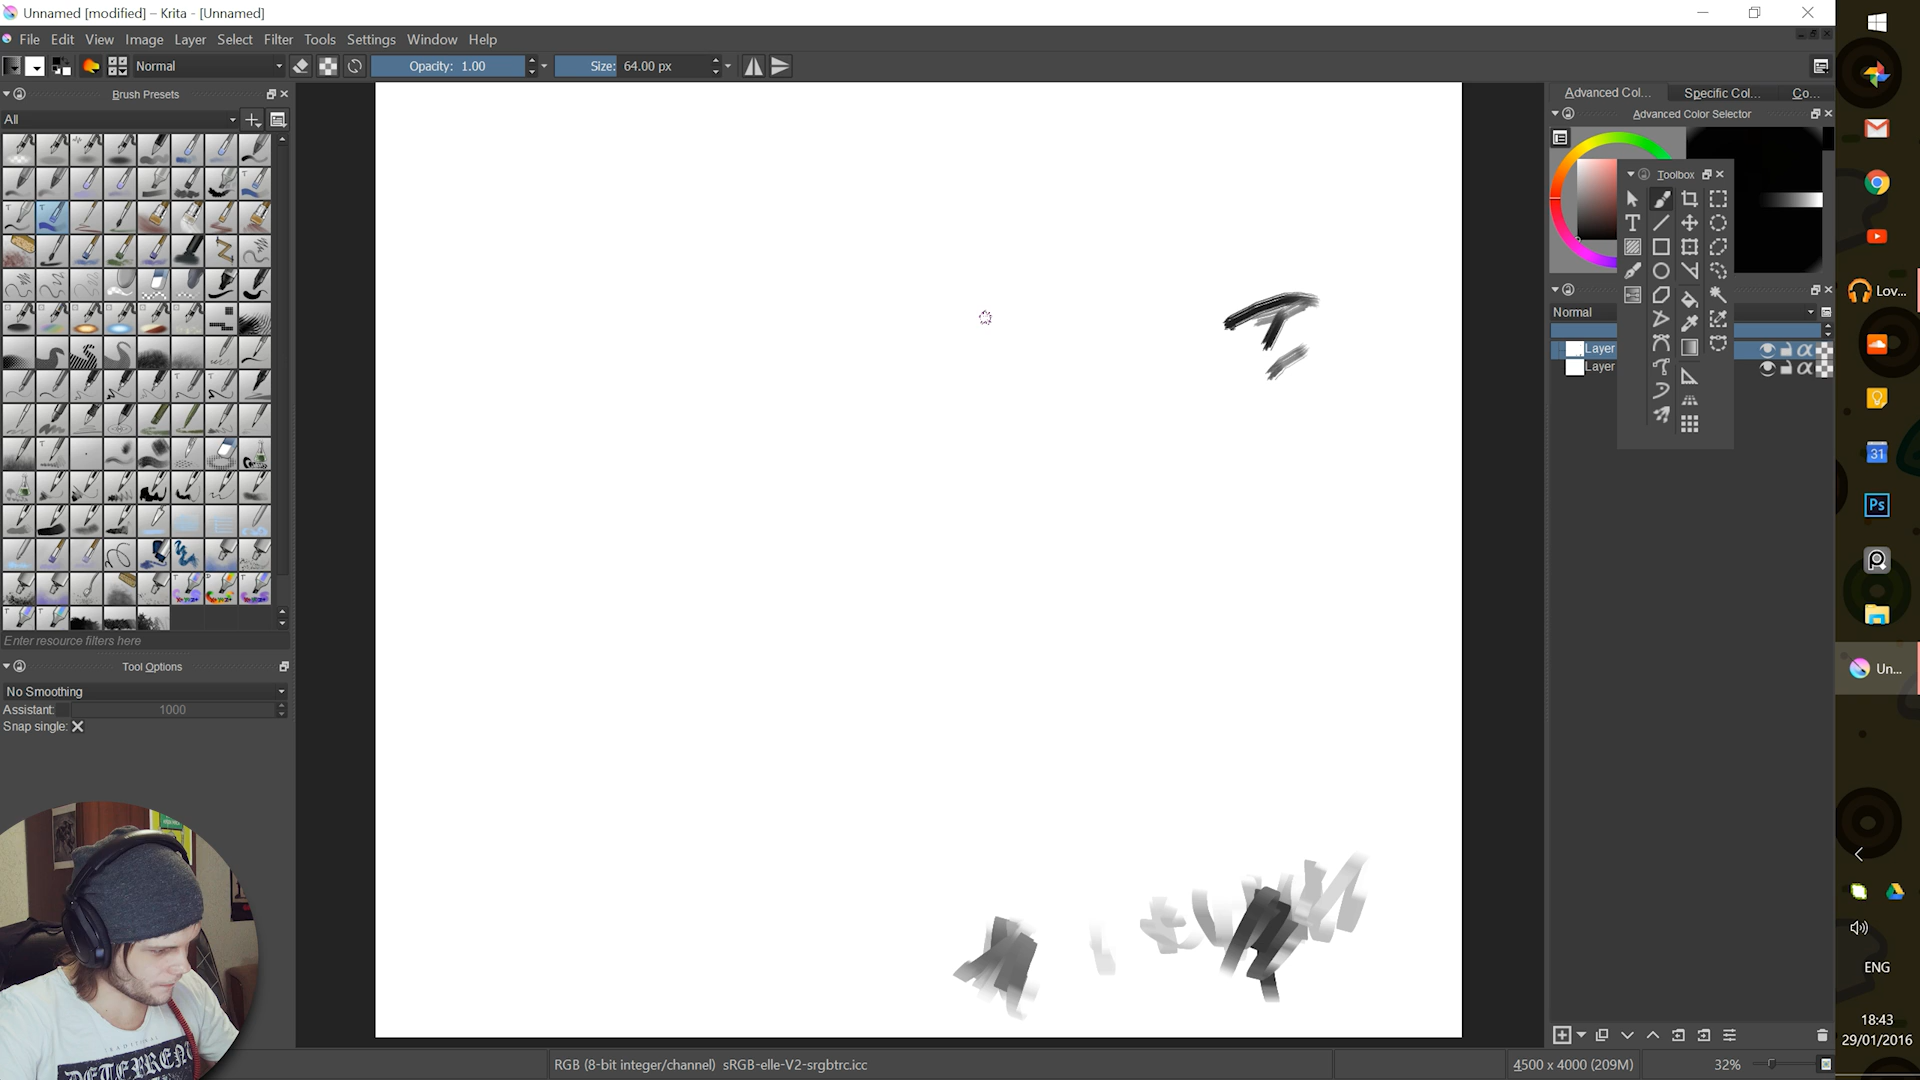 Unnamed [modified] – Krita - [Unnamed]
File Edit View Image Layer Select Filter Tools Settings Window Help
Normal
Opacity: 1.00
Size: 64.00 px
Brush Presets
All
Enter resource filters here
Tool Options
No Smoothing
Assistant: 1000
Snap single:
Advanced Col... Specific Col... Co...
Advanced Color Selector
Toolbox
Normal
Layer
Layer
Lov...
31
Ps
Un...
ENG
18:43
29/01/2016
TRADITIONAL
RGB (8-bit integer/channel) sRGB-elle-V2-srgbtrc.icc
4500 x 4000 (209M)
32%